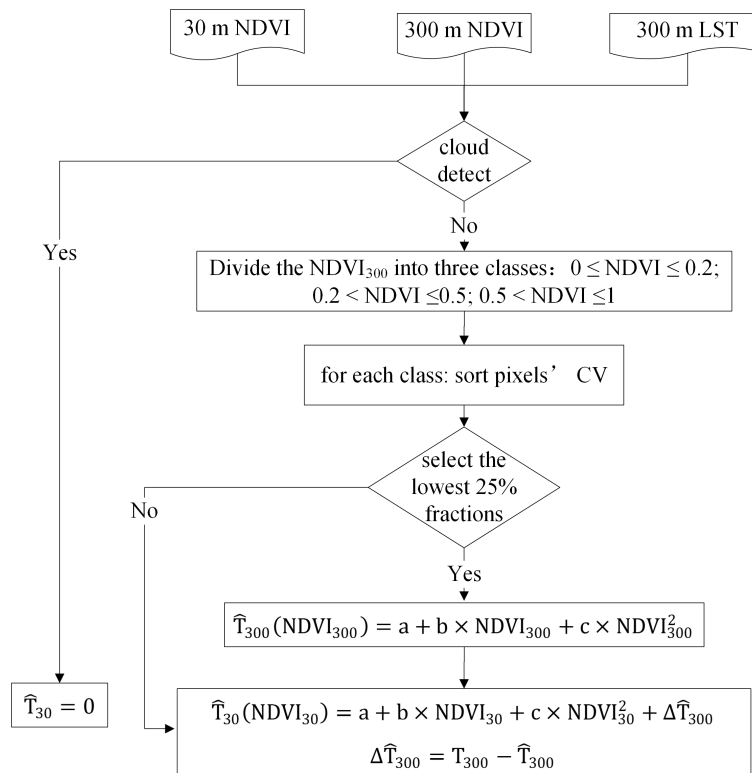 30 m NDVI
300 m NDVI
300 m LST
cloud
detect
Yes
No
Divide the NDVI₃₀₀ into three classes：0 ≤ NDVI ≤ 0.2;
0.2 < NDVI ≤0.5; 0.5 < NDVI ≤1
for each class: sort pixels’ CV
select the
lowest 25%
fractions
No
Yes
T̂₃₀₀(NDVI₃₀₀) = a + b × NDVI₃₀₀ + c × NDVI²₃₀₀
T̂₃₀ = 0
T̂₃₀(NDVI₃₀) = a + b × NDVI₃₀ + c × NDVI²₃₀ + ΔT̂₃₀₀
ΔT̂₃₀₀ = T₃₀₀ − T̂₃₀₀